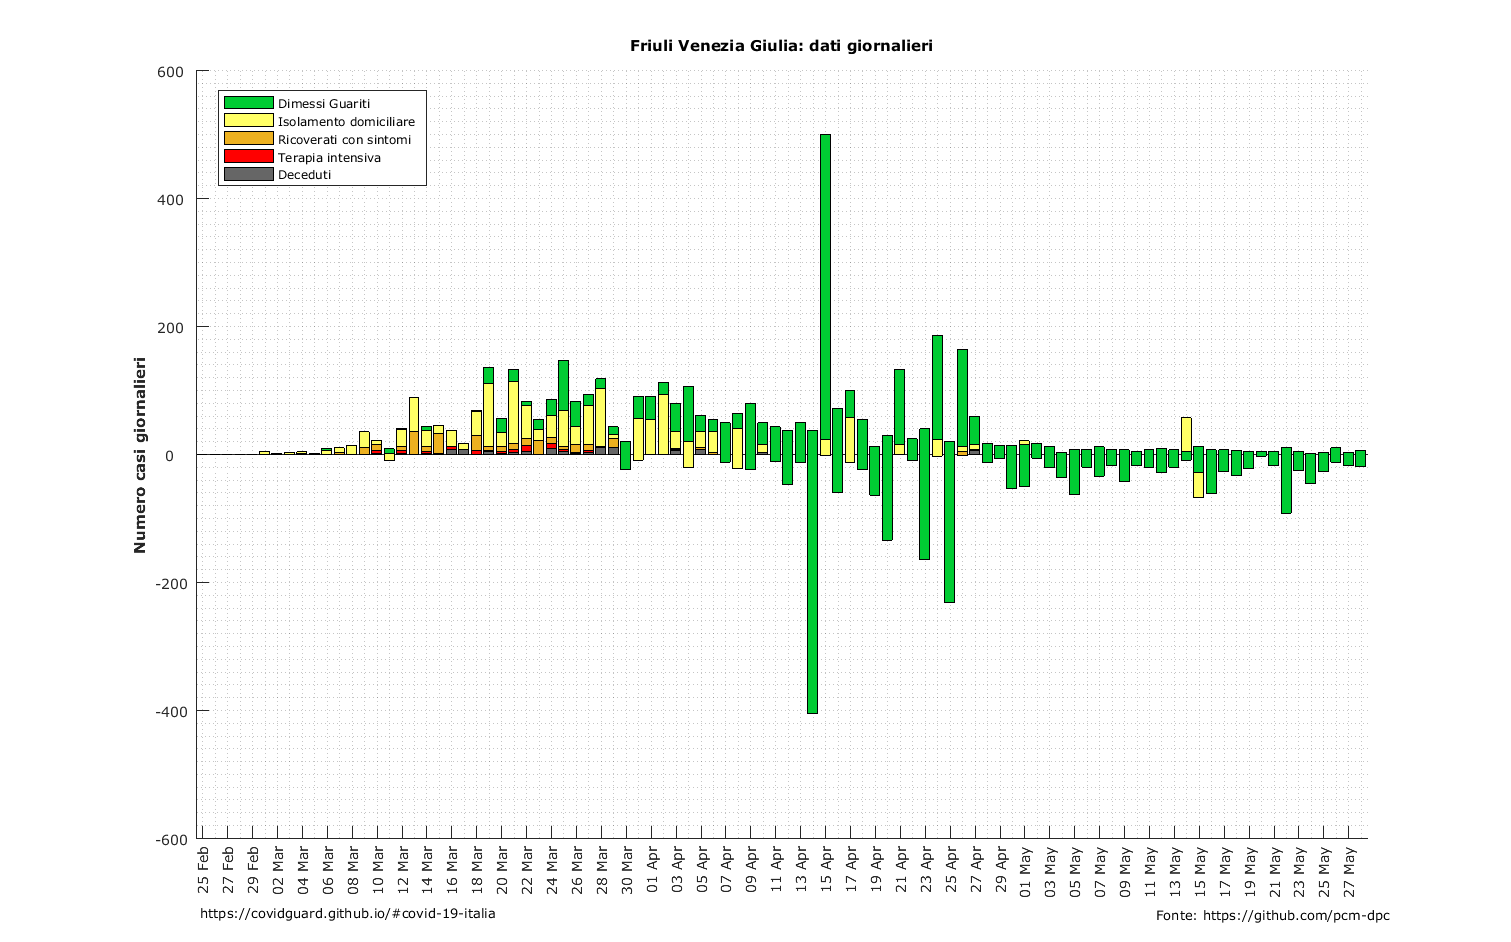 Friuli Venezia Giulia: dati giornalieri
600
400
200
0
-200
-400
-600
Numero casi giornalieri
Dimessi Guariti
Isolamento domiciliare
Ricoverati con sintomi
Terapia intensiva
Deceduti
25 Feb
27 Feb
29 Feb
02 Mar
04 Mar
06 Mar
08 Mar
10 Mar
12 Mar
14 Mar
16 Mar
18 Mar
20 Mar
22 Mar
24 Mar
26 Mar
28 Mar
30 Mar
01 Apr
03 Apr
05 Apr
07 Apr
09 Apr
11 Apr
13 Apr
15 Apr
17 Apr
19 Apr
21 Apr
23 Apr
25 Apr
27 Apr
29 Apr
01 May
03 May
05 May
07 May
09 May
11 May
13 May
15 May
17 May
19 May
21 May
23 May
25 May
27 May
https://covidguard.github.io/#covid-19-italia
Fonte: https://github.com/pcm-dpc